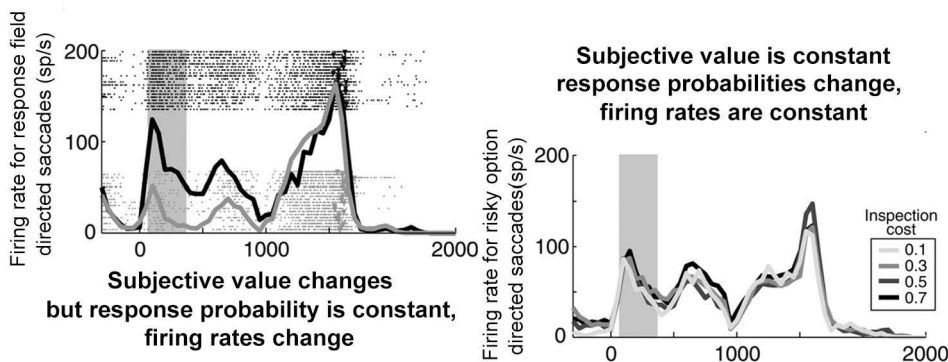 Firing rate for response field
directed saccades (sp/s)
200
100
0
0
1000
2000
Subjective value changes
but response probability is constant,
firing rates change
Subjective value is constant
response probabilities change,
firing rates are constant
Firing rate for risky option
directed saccades(sp/s)
200
100
0
0
1000
2000
Inspection
cost
0.1
0.3
0.5
0.7